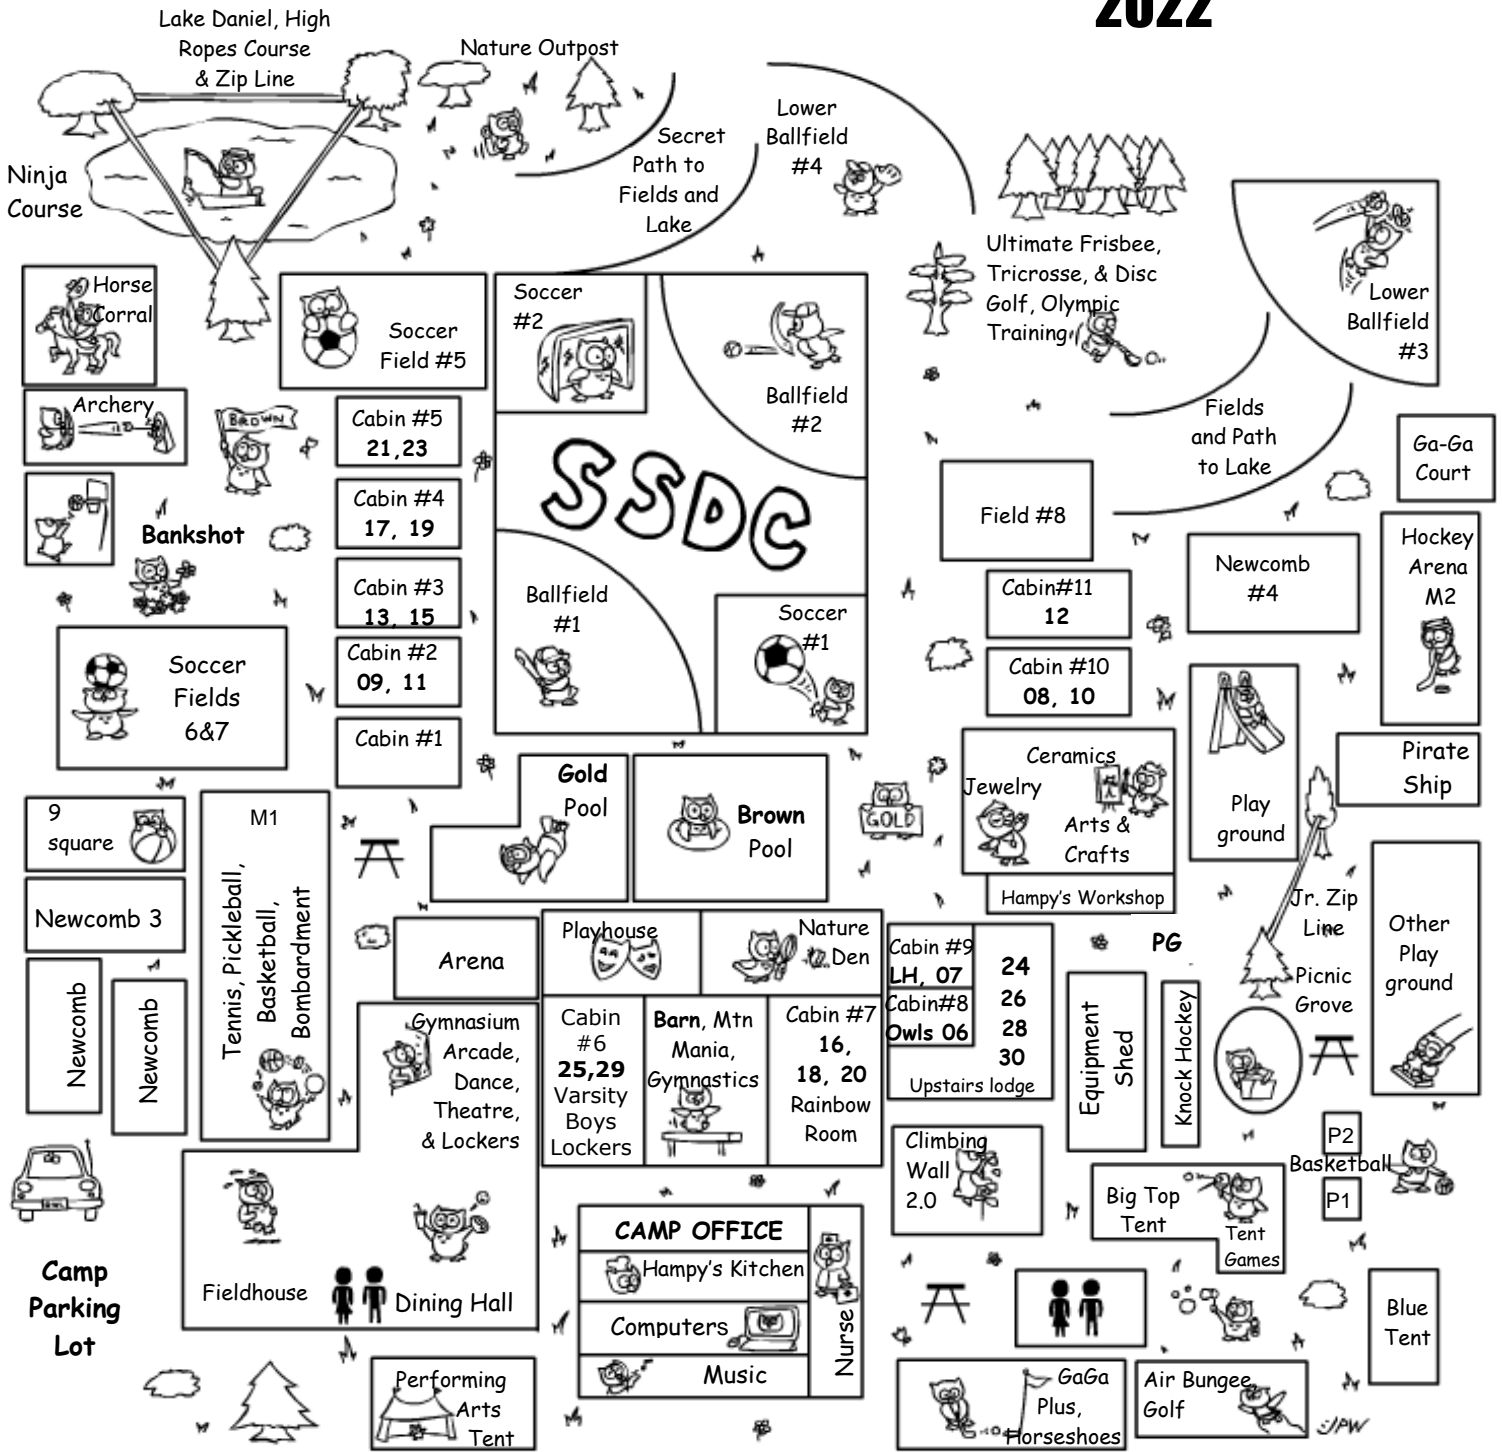 2022
Lake Daniel, High
Ropes Course
& Zip Line
Nature Outpost
Secret
Path to
Fields and
Lake
Lower
Ballfield
#4
Ninja
Course
Ultimate Frisbee,
Tricrosse, & Disc
Golf, Olympic
Training
Lower
Ballfield
#3
Horse
Corral
Soccer
Field #5
Soccer
#2
Ballfield
#2
Archery
BROWN
Cabin #5
21,23
Fields
and Path
to Lake
Ga-Ga
Court
Bankshot
Cabin #4
17, 19
SSDC
Field #8
Newcomb
#4
Hockey
Arena
M2
Cabin #3
13, 15
Ballfield
#1
Soccer
#1
Cabin#11
12
Soccer
Fields
6&7
Cabin #2
09, 11
Cabin #10
08, 10
Cabin #1
Gold
Pool
Brown
Pool
GOLD
Ceramics
Jewelry
Arts &
Crafts
Hampy's Workshop
Play
ground
Pirate
Ship
9
square
M1
Tennis, Pickleball,
Basketball,
Bombardment
Newcomb 3
Newcomb
Newcomb
Arena
Playhouse
Nature
Den
Cabin #9
LH, 07
Cabin#8
Owls 06
24
26
28
30
Upstairs lodge
PG
Jr. Zip
Line
Picnic
Grove
Other
Play
ground
Gymnasium
Arcade,
Dance,
Theatre,
& Lockers
Cabin
#6
25,29
Varsity
Boys
Lockers
Barn, Mtn
Mania,
Gymnastics
Cabin #7
16,
18, 20
Rainbow
Room
Equipment
Shed
Knock Hockey
Climbing
Wall
2.0
P2
Basketball
P1
Big Top
Tent
Tent
Games
Camp
Parking
Lot
Fieldhouse
Dining Hall
CAMP OFFICE
Hampy's Kitchen
Computers
Music
Nurse
Blue
Tent
Performing
Arts
Tent
GaGa
Plus,
Horseshoes
Air Bungee
Golf
JPW